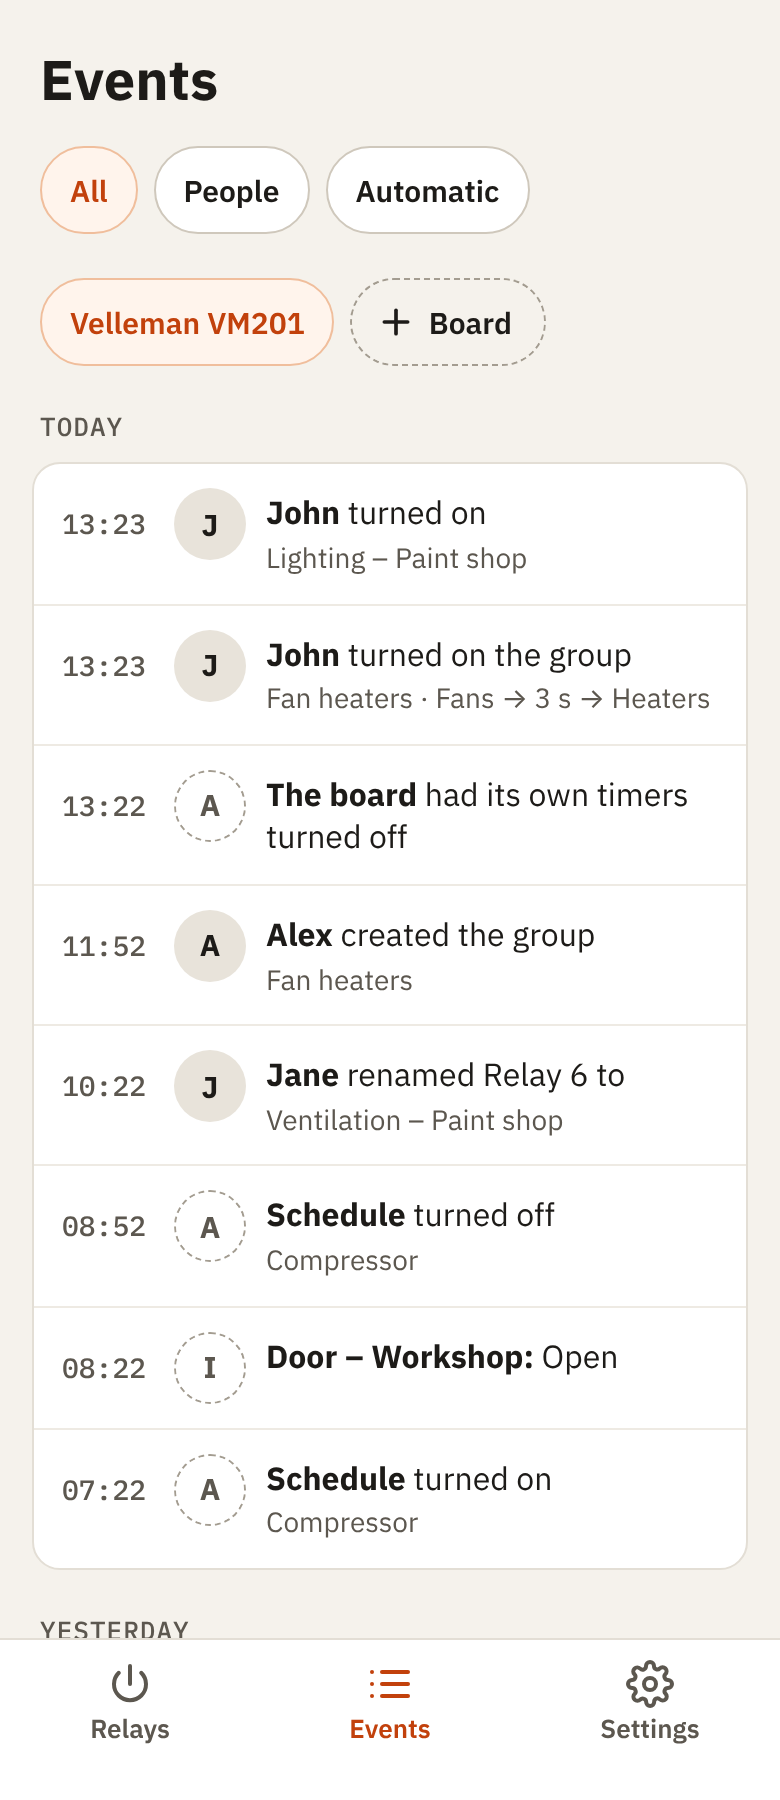 Events
All People Automatic
Velleman VM201 + Board
TODAY
13:23 J John turned on
Lighting – Paint shop
13:23 J John turned on the group
Fan heaters · Fans → 3 s → Heaters
13:22 A The board had its own timers
turned off
11:52 A Alex created the group
Fan heaters
10:22 J Jane renamed Relay 6 to
Ventilation – Paint shop
08:52 A Schedule turned off
Compressor
08:22 I Door – Workshop: Open
07:22 A Schedule turned on
Compressor
YESTERDAY
Relays Events Settings